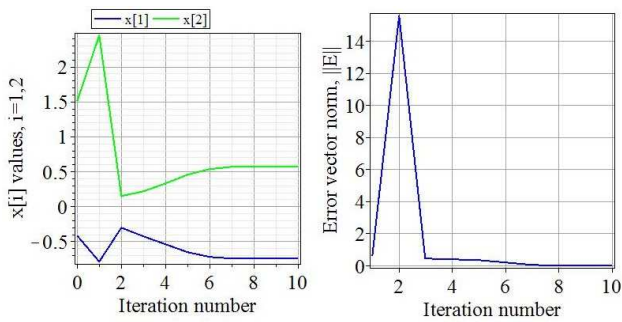 x[1] x[2]
x[i] values, i=1,2
2
1.5
1
0.5
0
-0.5
0 2 4 6 8 10
Iteration number
Error vector norm, ||E||
14
12
10
8
6
4
2
0
2 4 6 8 10
Iteration number